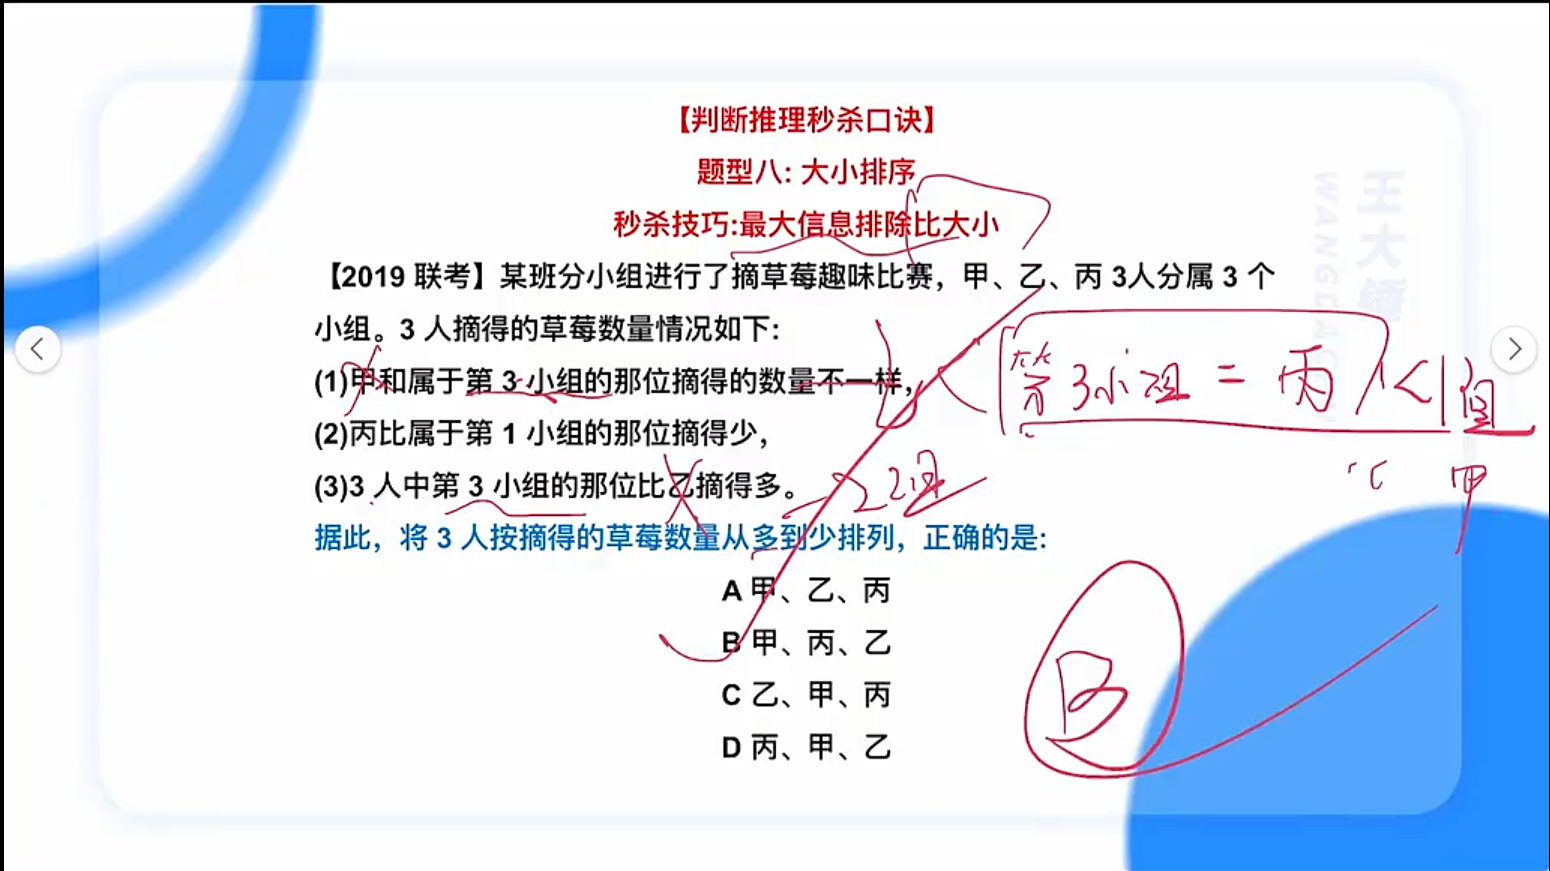 【判断推理秒杀口诀】
题型八: 大小排序
秒杀技巧:最大信息排除比大小
【2019 联考】某班分小组进行了摘草莓趣味比赛，甲、乙、丙 3人分属 3 个
小组。3 人摘得的草莓数量情况如下:
(1)甲和属于第 3 小组的那位摘得的数量不一样,
(2)丙比属于第 1 小组的那位摘得少,
(3)3 人中第 3 小组的那位比乙摘得多。
据此，将 3 人按摘得的草莓数量从多到少排列，正确的是:
A 甲、乙、丙
B 甲、丙、乙
C 乙、甲、丙
D 丙、甲、乙
王大锤
第3小组 = 丙 < 1组
2组
甲
B